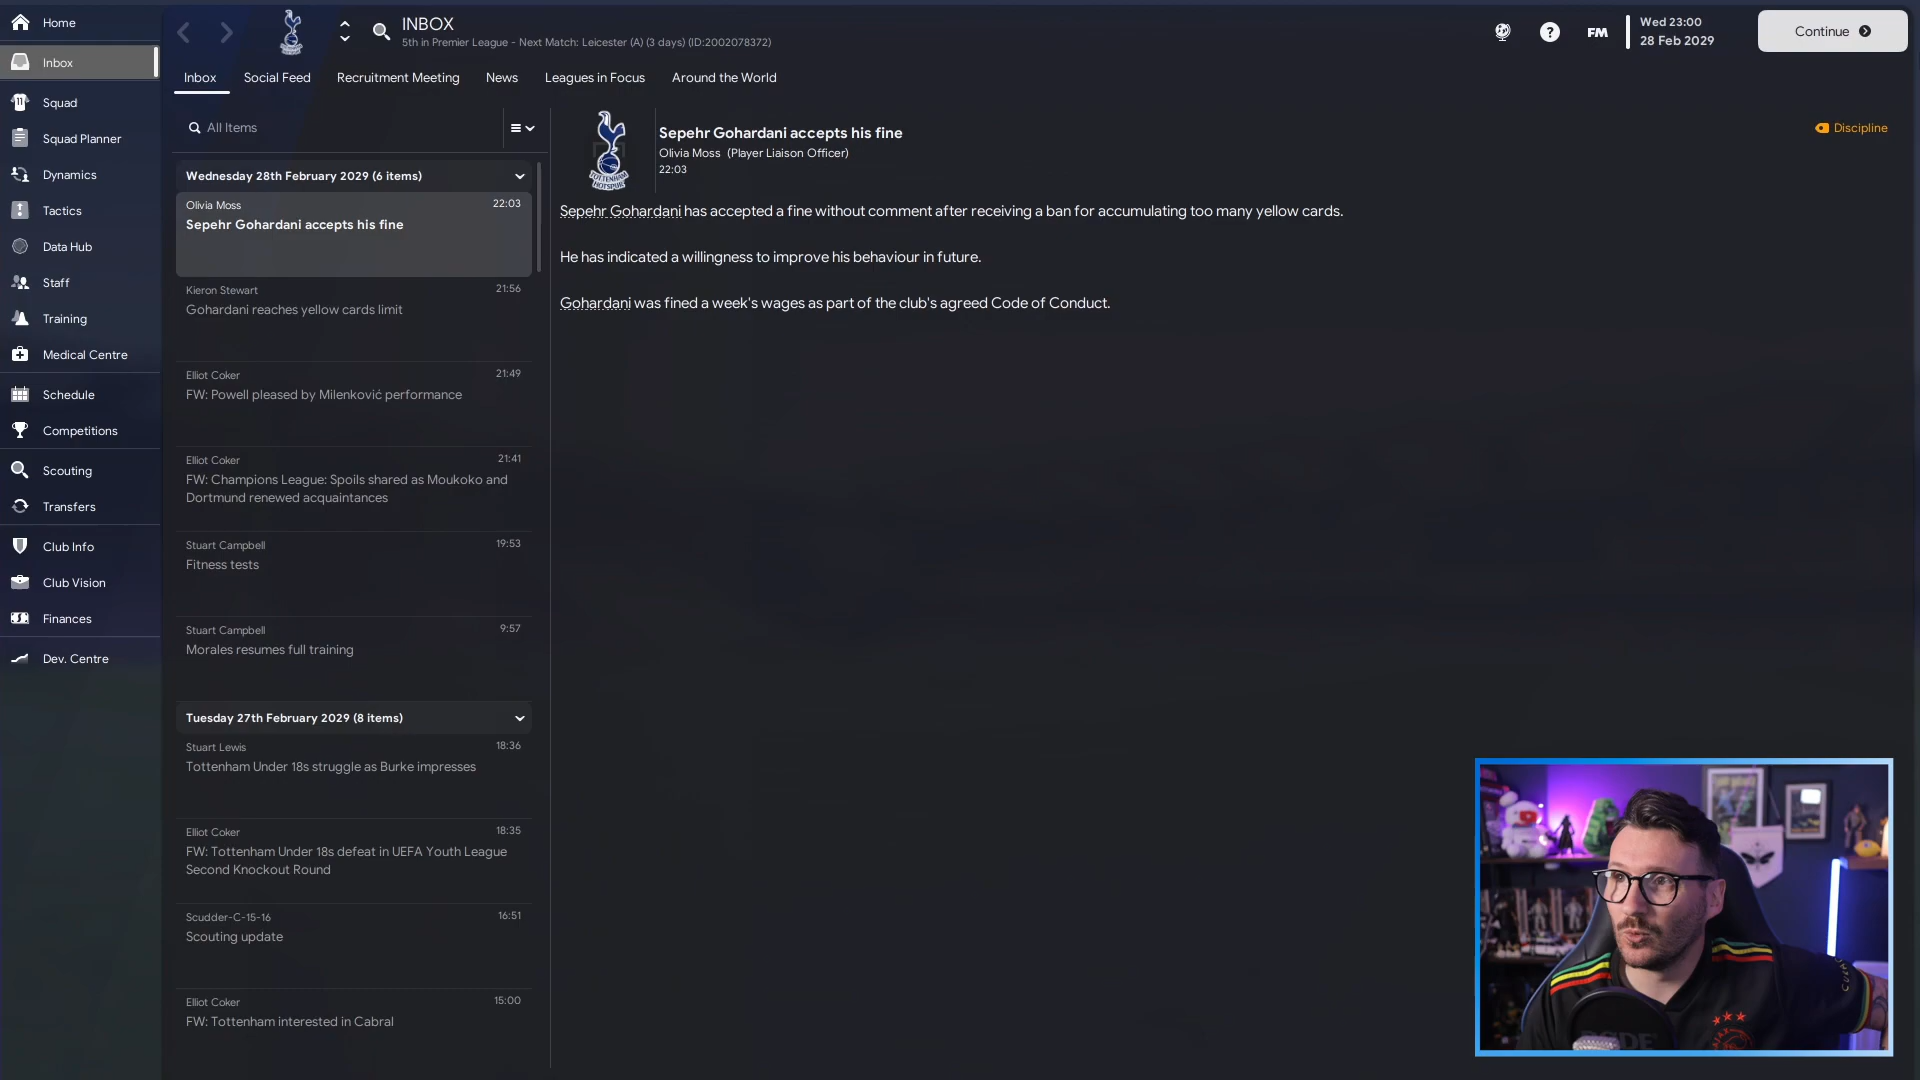 Home
Inbox
Squad
Squad Planner
Dynamics
Tactics
Data Hub
Staff
Training
Medical Centre
Schedule
Competitions
Scouting
Transfers
Club Info
Club Vision
Finances
Dev. Centre
INBOX
5th in Premier League - Next Match: Leicester (A) (3 days) (ID:2002078372)
FM
Wed 23:00
28 Feb 2029
Continue
Inbox Social Feed Recruitment Meeting News Leagues in Focus Around the World
All Items
Wednesday 28th February 2029 (6 items)
Olivia Moss 22:03
Sepehr Gohardani accepts his fine
Kieron Stewart 21:56
Gohardani reaches yellow cards limit
Elliot Coker 21:49
FW: Powell pleased by Milenković performance
Elliot Coker 21:41
FW: Champions League: Spoils shared as Moukoko and
Dortmund renewed acquaintances
Stuart Campbell 19:53
Fitness tests
Stuart Campbell 9:57
Morales resumes full training
Tuesday 27th February 2029 (8 items)
Stuart Lewis 18:36
Tottenham Under 18s struggle as Burke impresses
Elliot Coker 18:35
FW: Tottenham Under 18s defeat in UEFA Youth League
Second Knockout Round
Scudder-C-15-16 16:51
Scouting update
Elliot Coker 15:00
FW: Tottenham interested in Cabral
TOTTENHAM
HOTSPUR
Sepehr Gohardani accepts his fine
Olivia Moss (Player Liaison Officer)
22:03
Discipline
Sepehr Gohardani has accepted a fine without comment after receiving a ban for accumulating too many yellow cards.
He has indicated a willingness to improve his behaviour in future.
Gohardani was fined a week's wages as part of the club's agreed Code of Conduct.